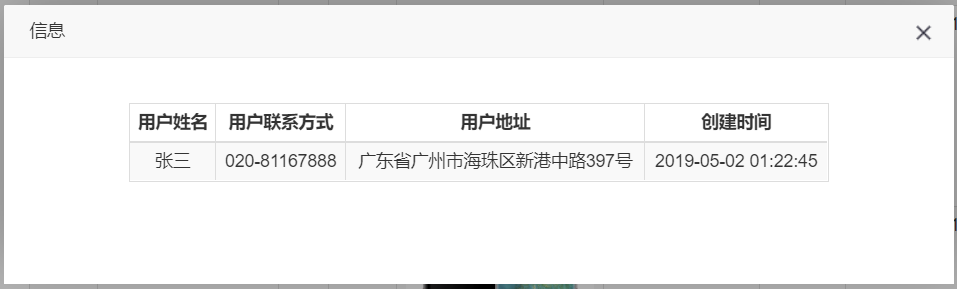 信息
用户姓名 用户联系方式 用户地址 创建时间
张三 020-81167888 广东省广州市海珠区新港中路397号 2019-05-02 01:22:45